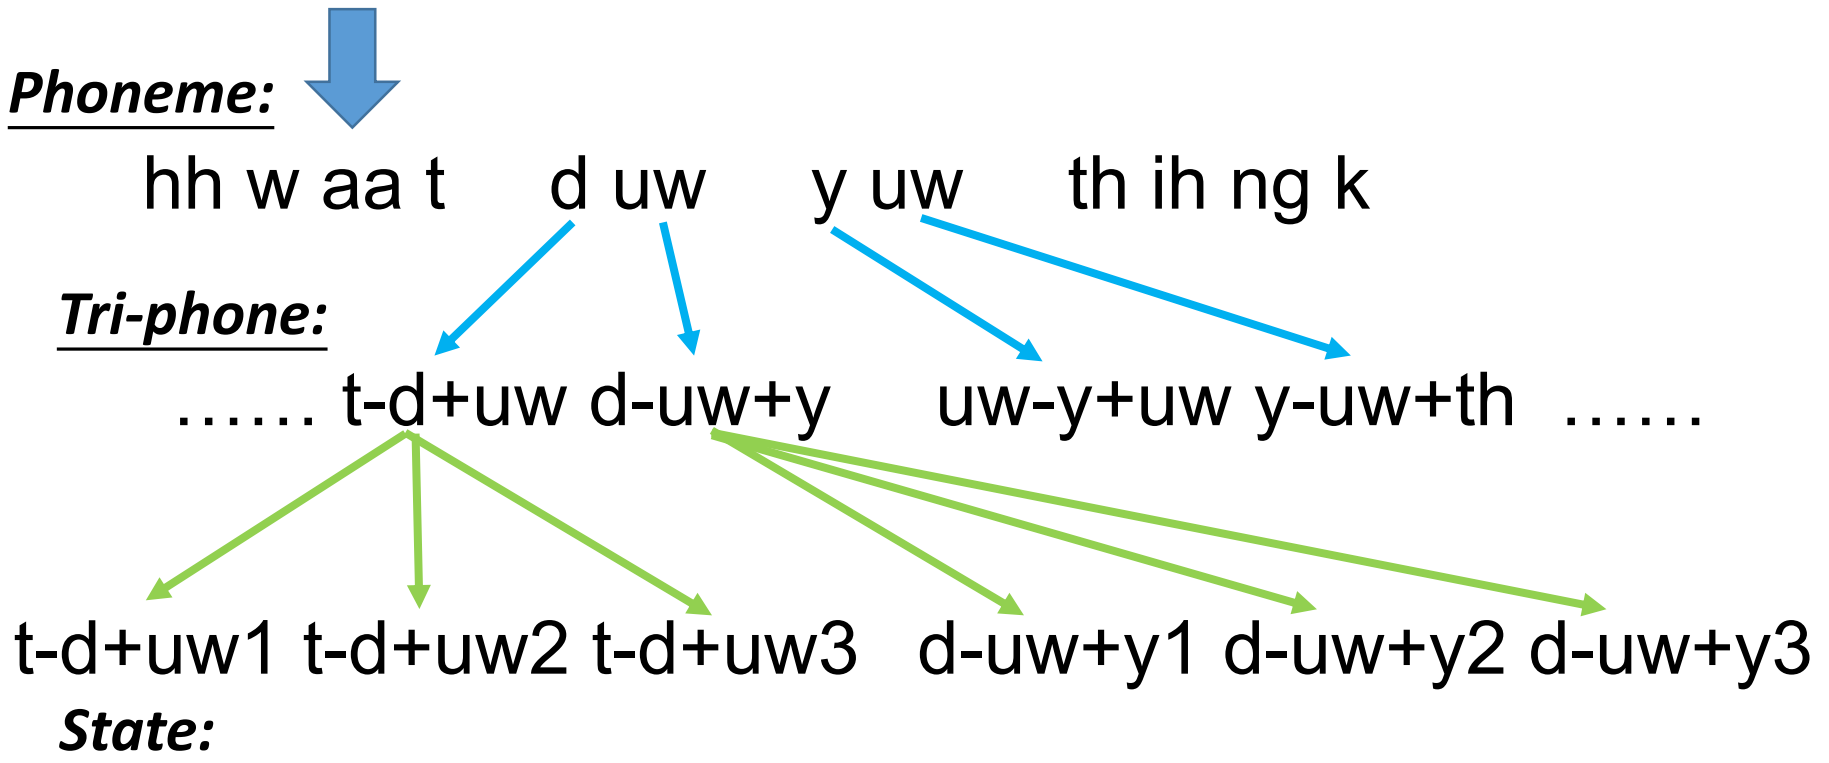 Phoneme:
hh w aa t d uw y uw th ih ng k
Tri-phone:
…… t-d+uw d-uw+y uw-y+uw y-uw+th ……
t-d+uw1 t-d+uw2 t-d+uw3 d-uw+y1 d-uw+y2 d-uw+y3
State: